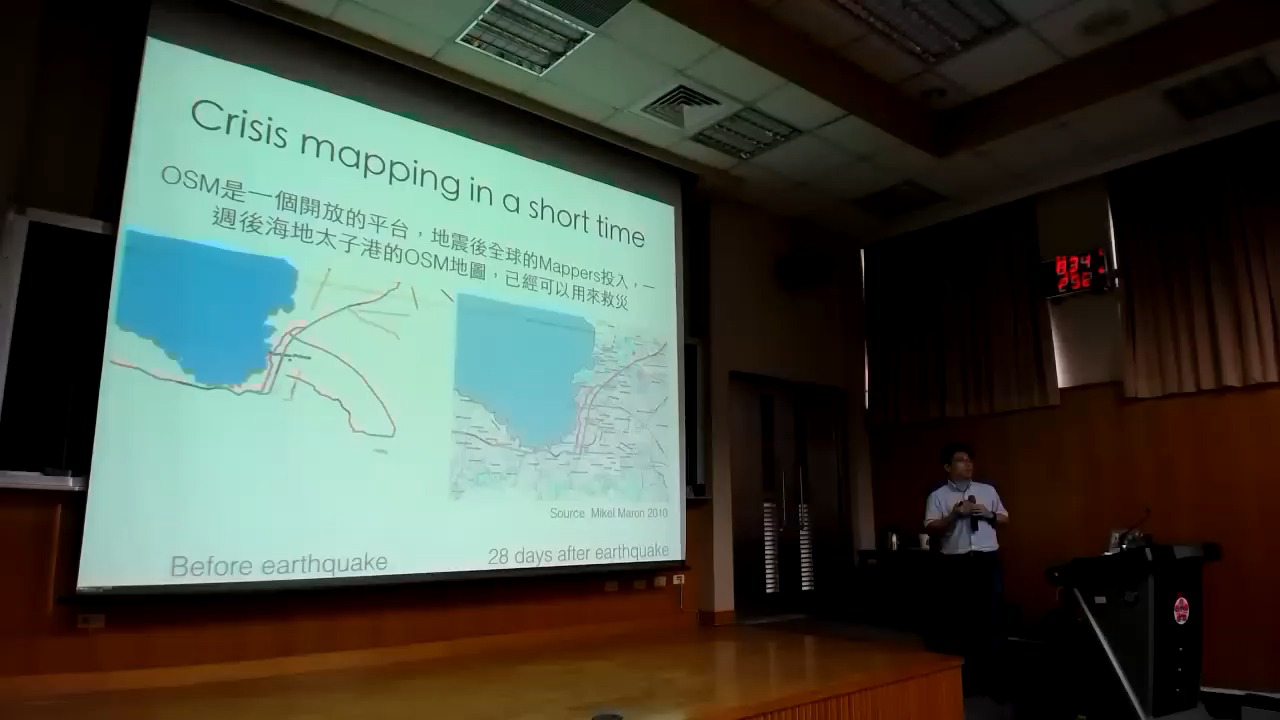 Crisis mapping in a short time
OSM是一個開放的平台，地震後全球的Mappers投入，一
週後海地太子港的OSM地圖，已經可以用來救災
Source Mikel Maron 2010
Before earthquake
28 days after earthquake